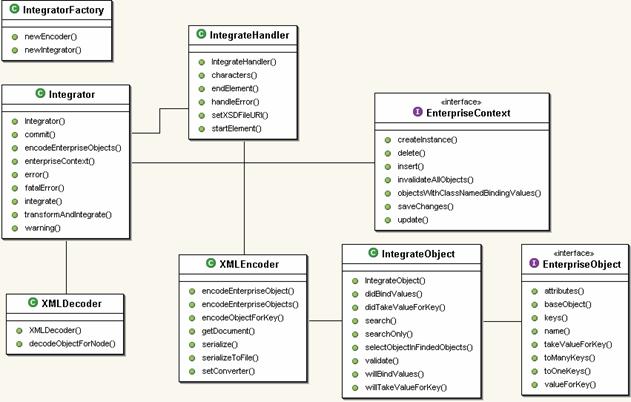 C IntegratorFactory
newEncoder()
newIntegrator()
C IntegrateHandler
IntegrateHandler()
characters()
endElement()
handleError()
setXSDFileURI()
startElement()
C Integrator
Integrator()
commit()
encodeEnterpriseObjects()
enterpriseContext()
error()
fatalError()
integrate()
transformAndIntegrate()
warning()
«interface»
I EnterpriseContext
createInstance()
delete()
insert()
invalidateAllObjects()
objectsWithClassNamedBindingValues()
saveChanges()
update()
C XMLDecoder
XMLDecoder()
decodeObjectForNode()
C XMLEncoder
encodeEnterpriseObject()
encodeEnterpriseObjects()
encodeObjectForKey()
getDocument()
serialize()
serializeToFile()
setConverter()
C IntegrateObject
IntegrateObject()
didBindValues()
didTakeValueForKey()
search()
searchOnly()
selectObjectInFindedObjects()
validate()
willBindValues()
willTakeValueForKey()
«interface»
I EnterpriseObject
attributes()
baseObject()
keys()
name()
takeValueForKey()
toManyKeys()
toOneKeys()
valueForKey()